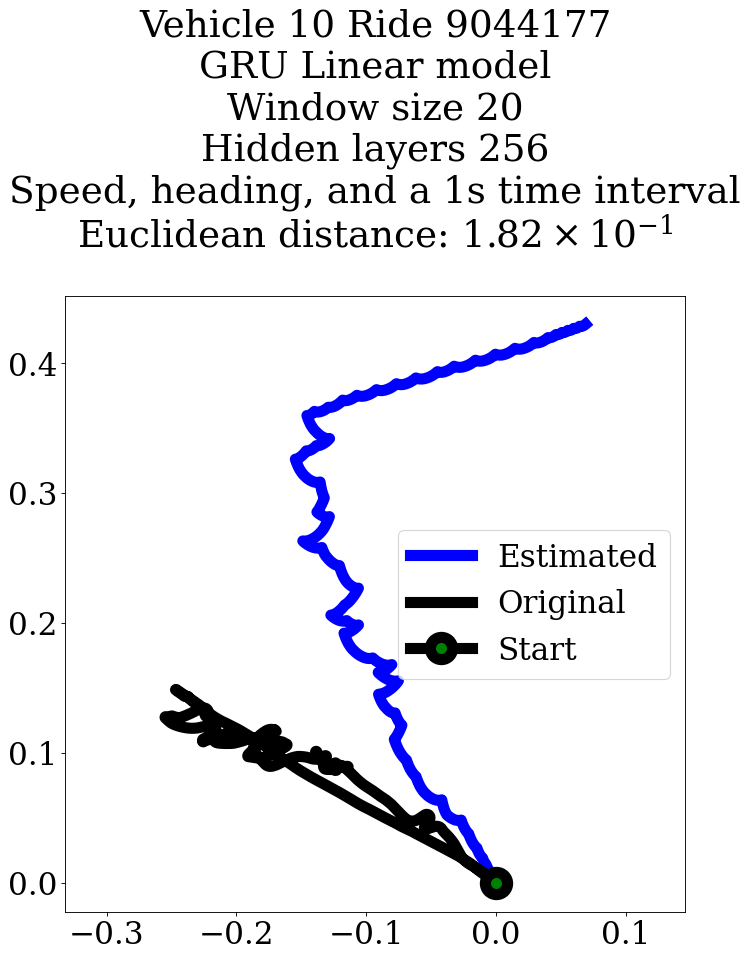 Vehicle 10 Ride 9044177
GRU Linear model
Window size 20
Hidden layers 256
Speed, heading, and a 1s time interval
Euclidean distance: 1.82 × 10⁻¹
0.4
0.3
0.2
0.1
0.0
Estimated
Original
Start
−0.3 −0.2 −0.1 0.0 0.1